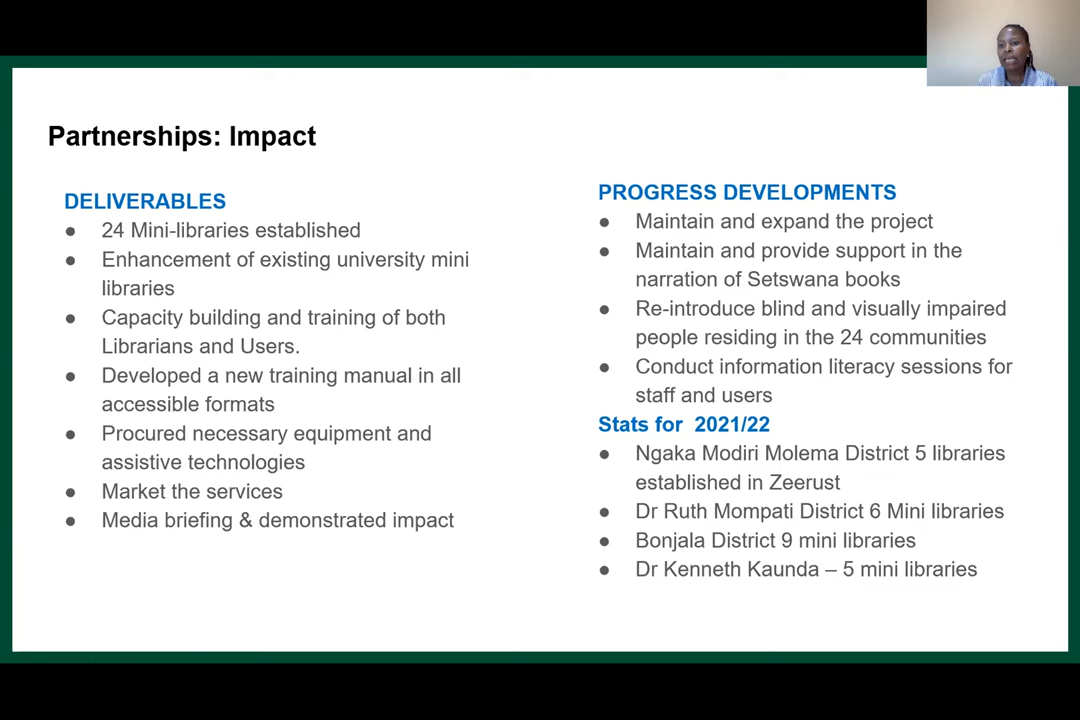 Partnerships: Impact
DELIVERABLES
● 24 Mini-libraries established
● Enhancement of existing university mini
libraries
● Capacity building and training of both
Librarians and Users.
● Developed a new training manual in all
accessible formats
● Procured necessary equipment and
assistive technologies
● Market the services
● Media briefing & demonstrated impact
PROGRESS DEVELOPMENTS
● Maintain and expand the project
● Maintain and provide support in the
narration of Setswana books
● Re-introduce blind and visually impaired
people residing in the 24 communities
● Conduct information literacy sessions for
staff and users
Stats for 2021/22
● Ngaka Modiri Molema District 5 libraries
established in Zeerust
● Dr Ruth Mompati District 6 Mini libraries
● Bonjala District 9 mini libraries
● Dr Kenneth Kaunda – 5 mini libraries